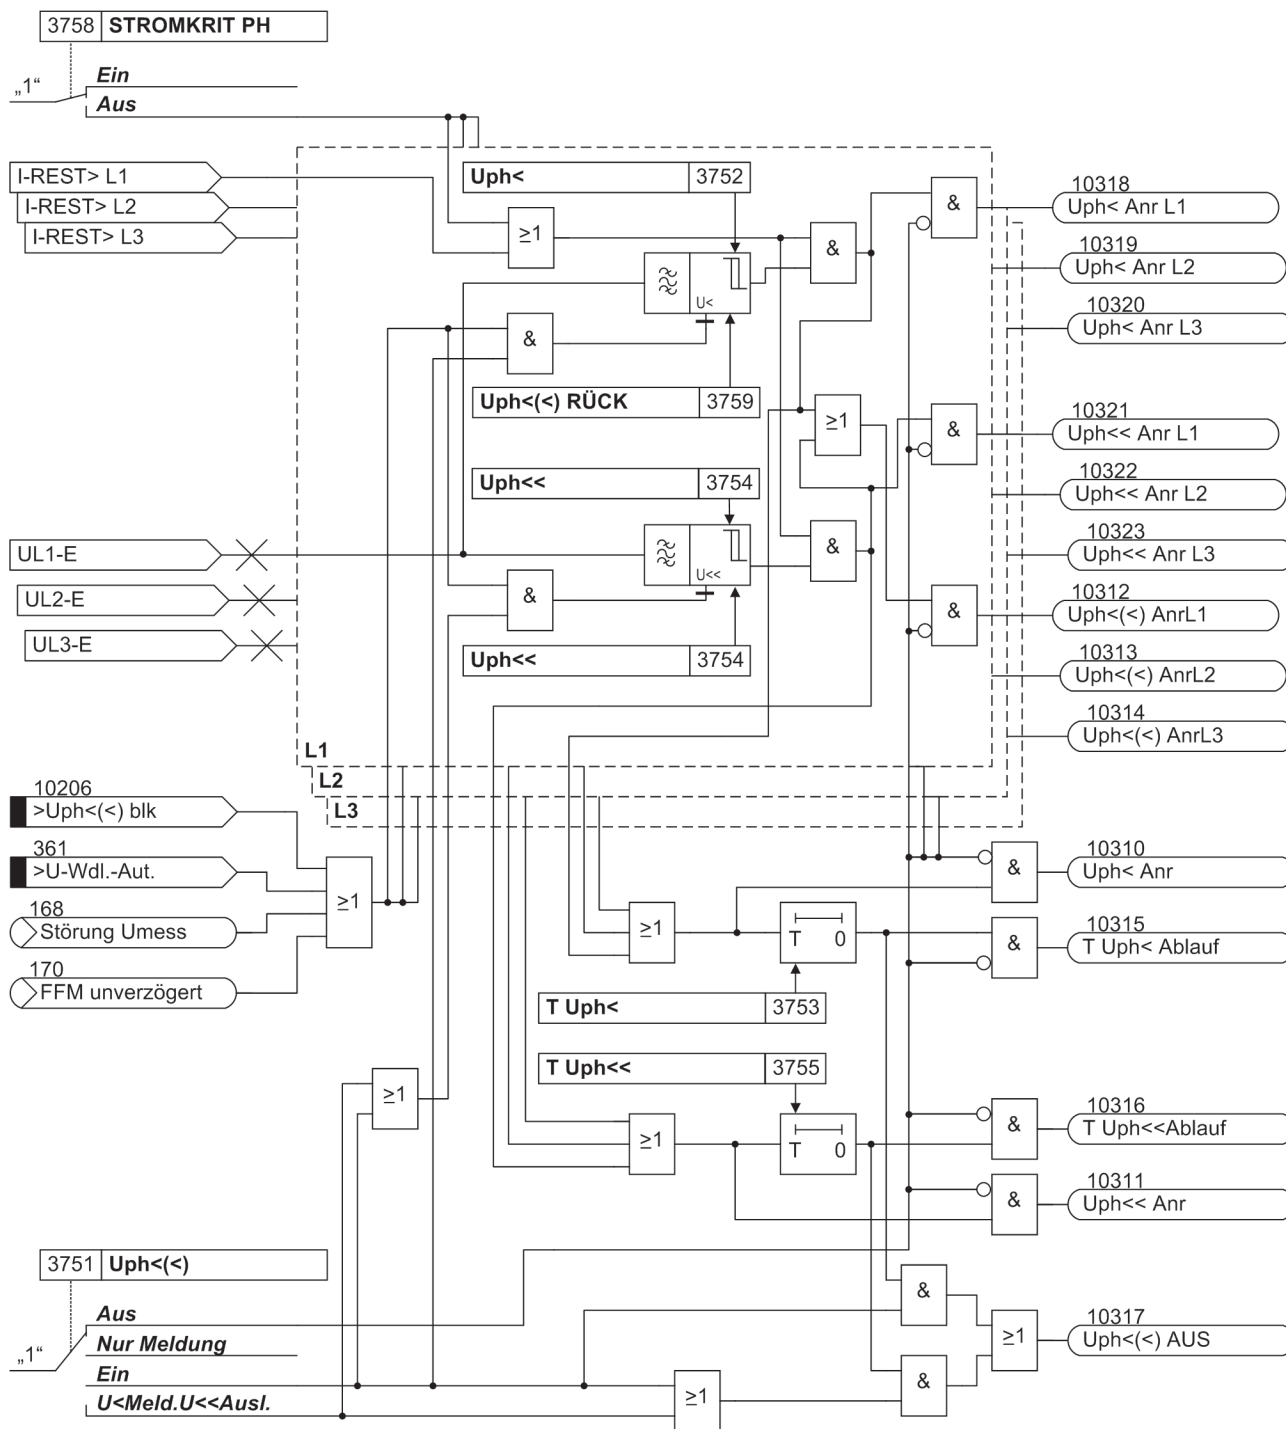 3758 STROMKRIT PH
„1“
Ein
Aus
I-REST> L1
I-REST> L2
I-REST> L3
Uph< 3752
≥1
&
&
U<
&
Uph<(<) RÜCK 3759
≥1
&
Uph<< 3754
U<<
&
&
&
Uph<< 3754
UL1-E
UL2-E
UL3-E
L1
L2
L3
10318
Uph< Anr L1
10319
Uph< Anr L2
10320
Uph< Anr L3
10321
Uph<< Anr L1
10322
Uph<< Anr L2
10323
Uph<< Anr L3
10312
Uph<(<) AnrL1
10313
Uph<(<) AnrL2
10314
Uph<(<) AnrL3
10206
>Uph<(<) blk
361
>U-Wdl.-Aut.
168
Störung Umess
170
FFM unverzögert
≥1
≥1
T 0
&
10310
Uph< Anr
&
10315
T Uph< Ablauf
T Uph< 3753
T Uph<< 3755
≥1
≥1
T 0
&
10316
T Uph<<Ablauf
&
10311
Uph<< Anr
3751 Uph<(<)
„1“
Aus
Nur Meldung
Ein
U<Meld.U<<Ausl.
≥1
&
&
≥1
10317
Uph<(<) AUS